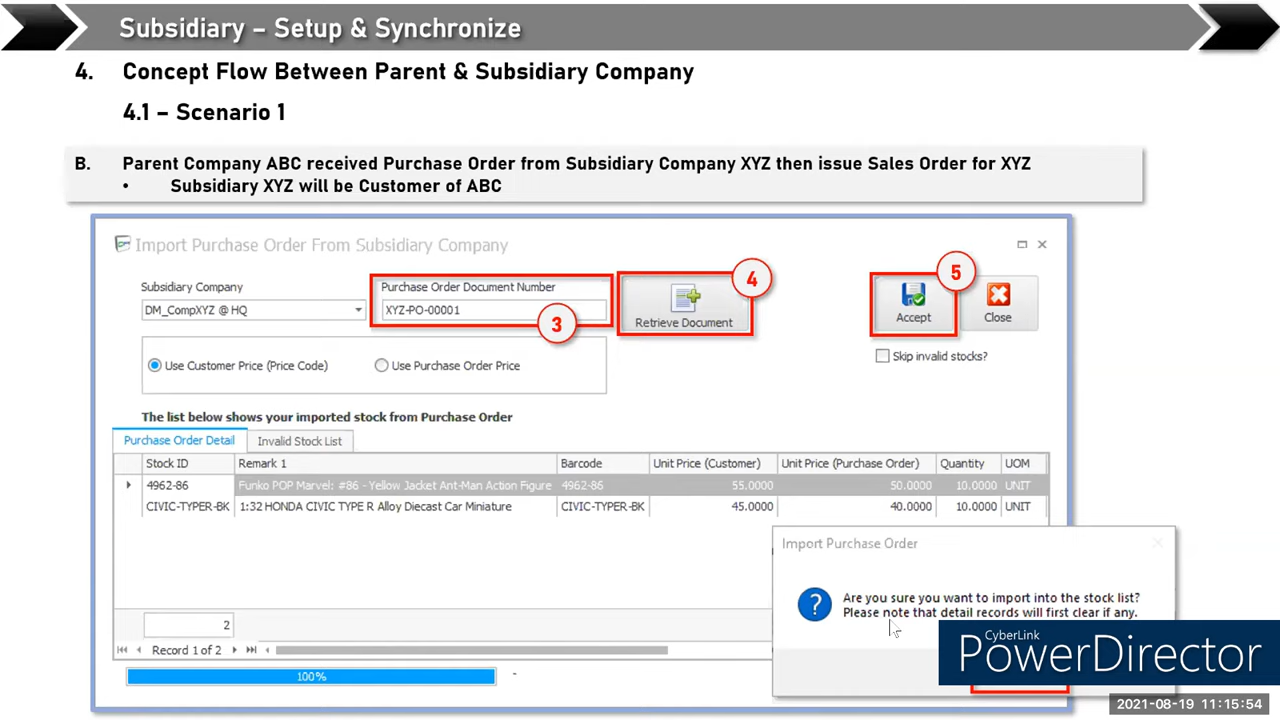 Subsidiary – Setup & Synchronize
4. Concept Flow Between Parent & Subsidiary Company
4.1 – Scenario 1
B. Parent Company ABC received Purchase Order from Subsidiary Company XYZ then issue Sales Order for XYZ
• Subsidiary XYZ will be Customer of ABC
Import Purchase Order From Subsidiary Company
Subsidiary Company
DM_CompXYZ @ HQ
Purchase Order Document Number
XYZ-PO-00001
3
Retrieve Document
4
Accept
5
Close
Skip invalid stocks?
Use Customer Price (Price Code) Use Purchase Order Price
The list below shows your imported stock from Purchase Order
Purchase Order Detail Invalid Stock List
Stock ID Remark 1 Barcode Unit Price (Customer) Unit Price (Purchase Order) Quantity UOM
4962-86 Funko POP Marvel: #86 - Yellow Jacket Ant-Man Action Figure 4962-86 55.0000 50.0000 10.0000 UNIT
CIVIC-TYPER-BK 1:32 HONDA CIVIC TYPE R Alloy Diecast Car Miniature CIVIC-TYPER-BK 45.0000 40.0000 10.0000 UNIT
2
Record 1 of 2
100%
-
Import Purchase Order
Are you sure you want to import into the stock list?
Please note that detail records will first clear if any.
CyberLink
PowerDirector
2021-08-19 11:15:54